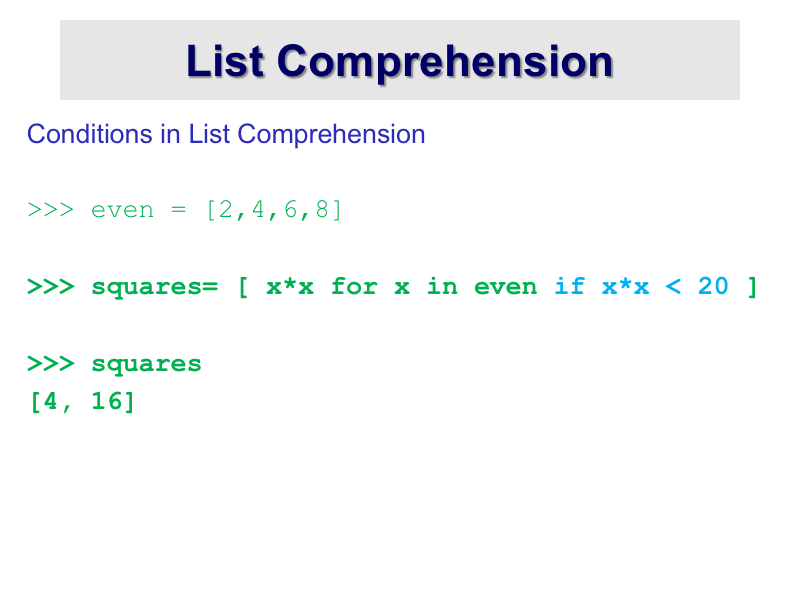 List Comprehension
Conditions in List Comprehension
>>> even = [2,4,6,8]
>>> squares= [ x*x for x in even if x*x < 20 ]
>>> squares
[4, 16]